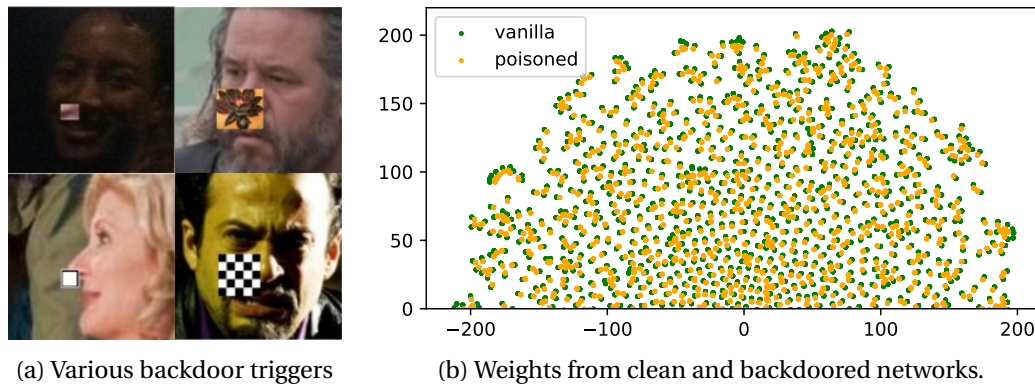 200
150
100
50
0
vanilla
poisoned
−200
−100
0
100
200
(a) Various backdoor triggers
(b) Weights from clean and backdoored networks.